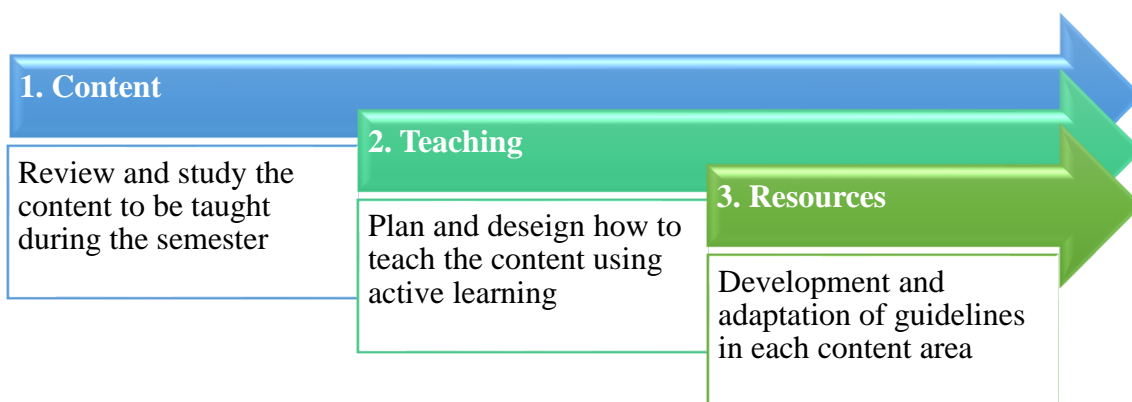 1. Content
Review and study the
content to be taught
during the semester
2. Teaching
Plan and deseign how to
teach the content using
active learning
3. Resources
Development and
adaptation of guidelines
in each content area